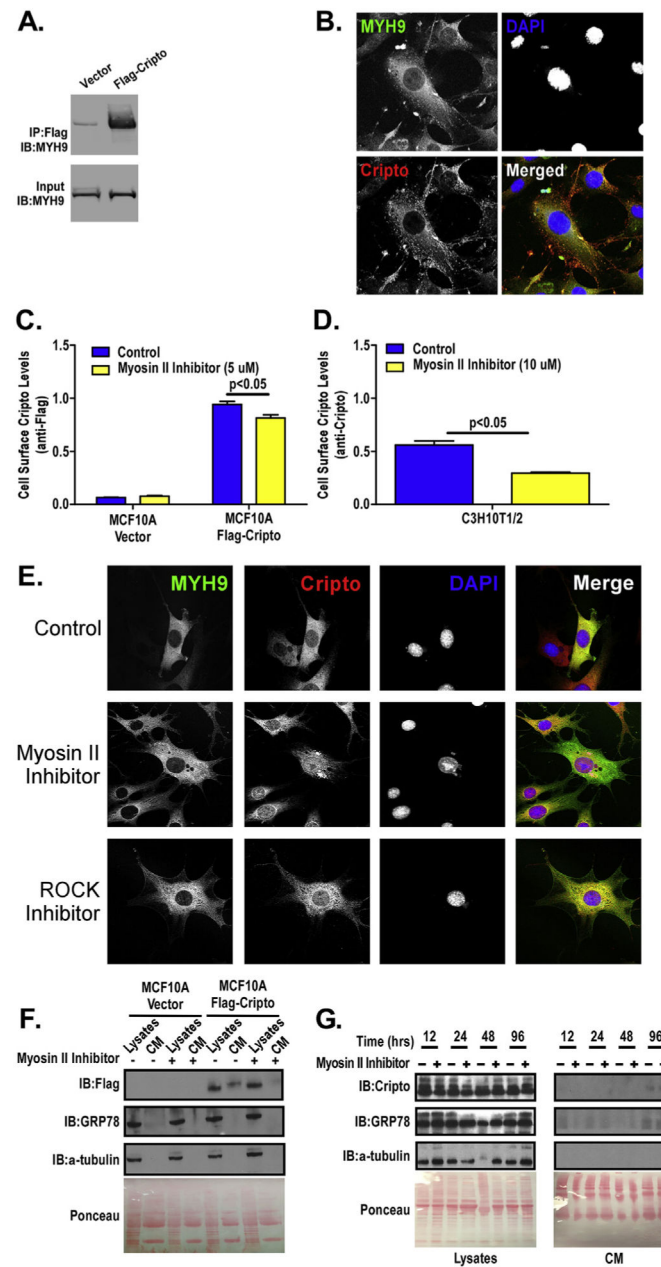 A.
Vector
Flag-Cripto
IP:Flag
IB:MYH9
Input
IB:MYH9
B.
MYH9
DAPI
Cripto
Merged
C.
Control
Myosin II Inhibitor (5 uM)
p<0.05
Cell Surface Cripto Levels
(anti-Flag)
1.5
1.0
0.5
0.0
MCF10A
Vector
MCF10A
Flag-Cripto
D.
Control
Myosin II Inhibitor (10 uM)
p<0.05
Cell Surface Cripto Levels
(anti-Cripto)
1.5
1.0
0.5
0.0
C3H10T1/2
E.
MYH9
Cripto
DAPI
Merge
Control
Myosin II
Inhibitor
ROCK
Inhibitor
F.
MCF10A
Vector
MCF10A
Flag-Cripto
Lysates
CM
Lysates
CM
Lysates
CM
Lysates
CM
Myosin II Inhibitor - - + + - - + +
IB:Flag
IB:GRP78
IB:a-tubulin
Ponceau
G.
Time (hrs) 12 24 48 96 12 24 48 96
Myosin II Inhibitor - + - + - + - + - + - + - + - +
IB:Cripto
IB:GRP78
IB:a-tubulin
Ponceau
Lysates
CM